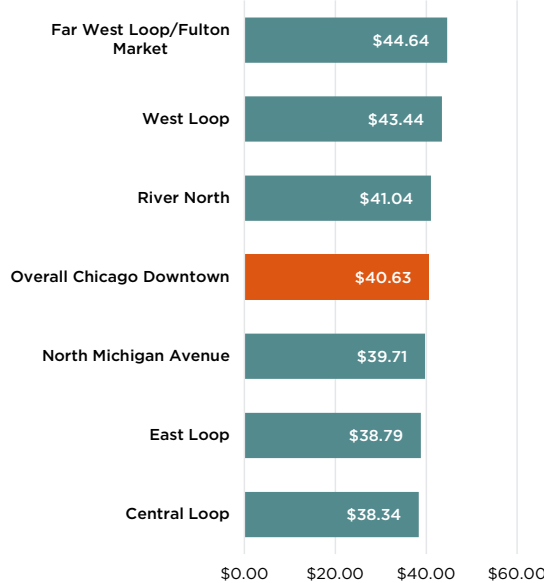 Far West Loop/Fulton
Market
$44.64
West Loop
$43.44
River North
$41.04
Overall Chicago Downtown
$40.63
North Michigan Avenue
$39.71
East Loop
$38.79
Central Loop
$38.34
$0.00 $20.00 $40.00 $60.00